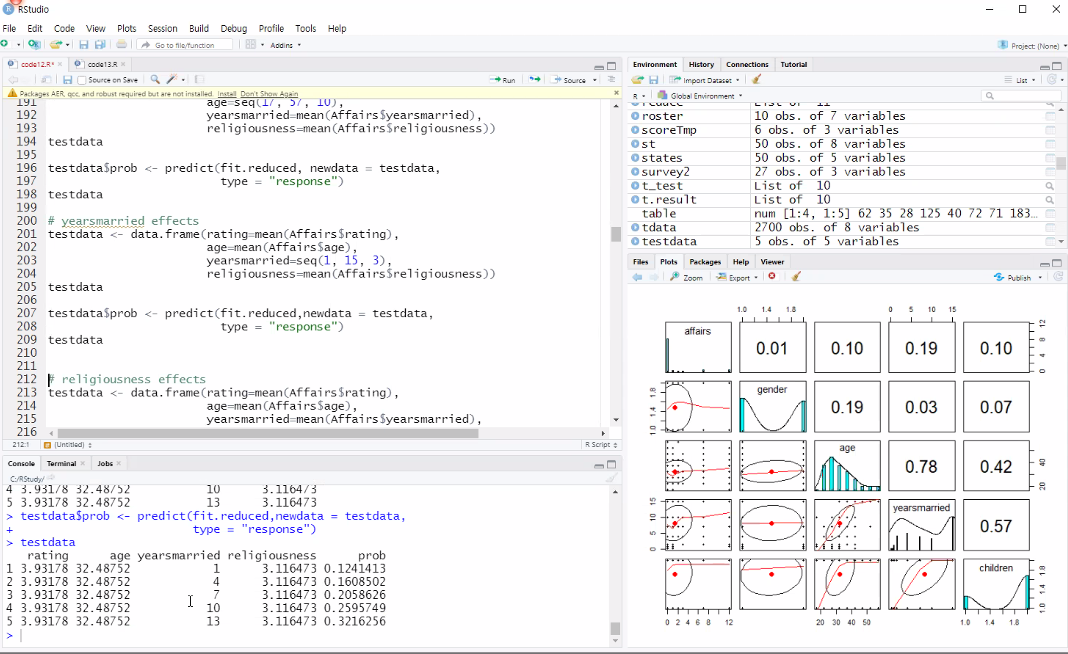 RStudio
File Edit Code View Plots Session Build Debug Profile Tools Help
Go to file/function Addins Project: (None)
code12.R* code13.R
Source on Save Run Source
Packages AER, qcc, and robust required but are not installed. Install Don't Show Again
191 age=seq(17, 57, 10),
192 yearsmarried=mean(Affairs$yearsmarried),
193 religiousness=mean(Affairs$religiousness))
194 testdata
195
196 testdata$prob <- predict(fit.reduced, newdata = testdata,
197 type = "response")
198 testdata
199
200 # yearsmarried effects
201 testdata <- data.frame(rating=mean(Affairs$rating),
202 age=mean(Affairs$age),
203 yearsmarried=seq(1, 15, 3),
204 religiousness=mean(Affairs$religiousness))
205 testdata
206
207 testdata$prob <- predict(fit.reduced,newdata = testdata,
208 type = "response")
209 testdata
210
211
212 # religiousness effects
213 testdata <- data.frame(rating=mean(Affairs$rating),
214 age=mean(Affairs$age),
215 yearsmarried=mean(Affairs$yearsmarried),
216
212:1 (Untitled) R Script
Console Terminal Jobs
C:/RStudy/
4 3.93178 32.48752 10 3.116473
5 3.93178 32.48752 13 3.116473
> testdata$prob <- predict(fit.reduced,newdata = testdata,
+ type = "response")
> testdata
rating age yearsmarried religiousness prob
1 3.93178 32.48752 1 3.116473 0.1241413
2 3.93178 32.48752 4 3.116473 0.1608502
3 3.93178 32.48752 7 3.116473 0.2058626
4 3.93178 32.48752 10 3.116473 0.2595749
5 3.93178 32.48752 13 3.116473 0.3216256
>
Environment History Connections Tutorial
Import Dataset List
R Global Environment
reduce List of 11
roster 10 obs. of 7 variables
scoreTmp 6 obs. of 3 variables
st 50 obs. of 8 variables
states 50 obs. of 5 variables
survey2 27 obs. of 3 variables
t_test List of 10
t.result List of 10
table num [1:4, 1:5] 62 35 28 125 40 72 71 183...
tdata 2700 obs. of 8 variables
testdata 5 obs. of 5 variables
Files Plots Packages Help Viewer
Zoom Export Publish
1.0 1.4 1.8 0 5 10 15
affairs 0.01 0.10 0.19 0.10 0 4 8 12
1.0 1.4 1.8 gender 0.19 0.03 0.07
age 0.78 0.42 20 40
0 5 10 15 yearsmarried 0.57
children 1.0 1.4 1.8
0 2 4 6 8 12 20 30 40 50 1.0 1.4 1.8